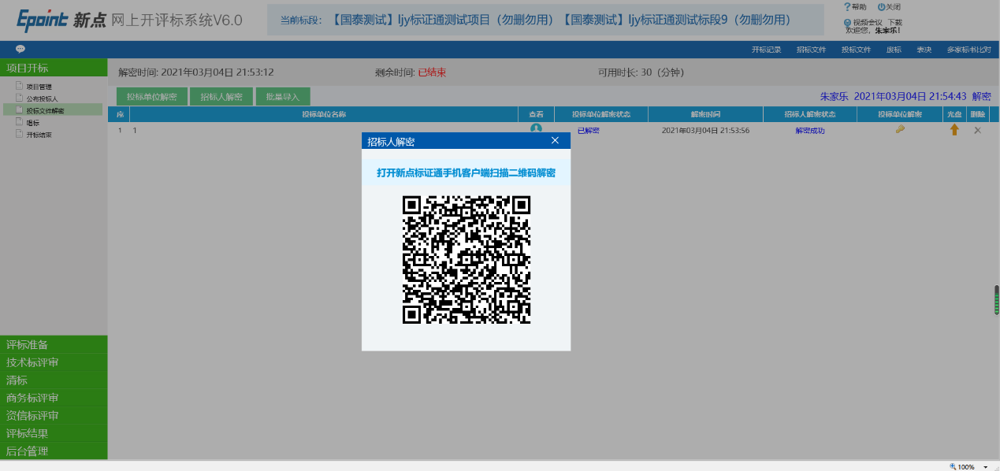 Epoint 新点 网上开评标系统V6.0
当前标段：【国泰测试】ljy标证通测试项目（勿删勿用）【国泰测试】ljy标证通测试标段9（勿删勿用）
帮助 关闭
视频会议 下载
欢迎您，朱家乐！
开标记录 招标文件 投标文件 废标 表决 多家标书比对
项目开标
项目管理
公布投标人
投标文件解密
唱标
开标结束
解密时间: 2021年03月04日 21:53:12 剩余时间: 已结束 可用时长: 30（分钟）
投标单位解密 招标人解密 批量导入
朱家乐 2021年03月04日 21:54:43 解密
序 投标单位名称 查看 投标单位解密状态 解密时间 招标人解密状态 投标单位解密 光盘 删除
1 1 已解密 2021年03月04日 21:53:56 解密成功
招标人解密
打开新点标证通手机客户端扫描二维码解密
评标准备
技术标评审
清标
商务标评审
资信标评审
评标结果
后台管理
100%